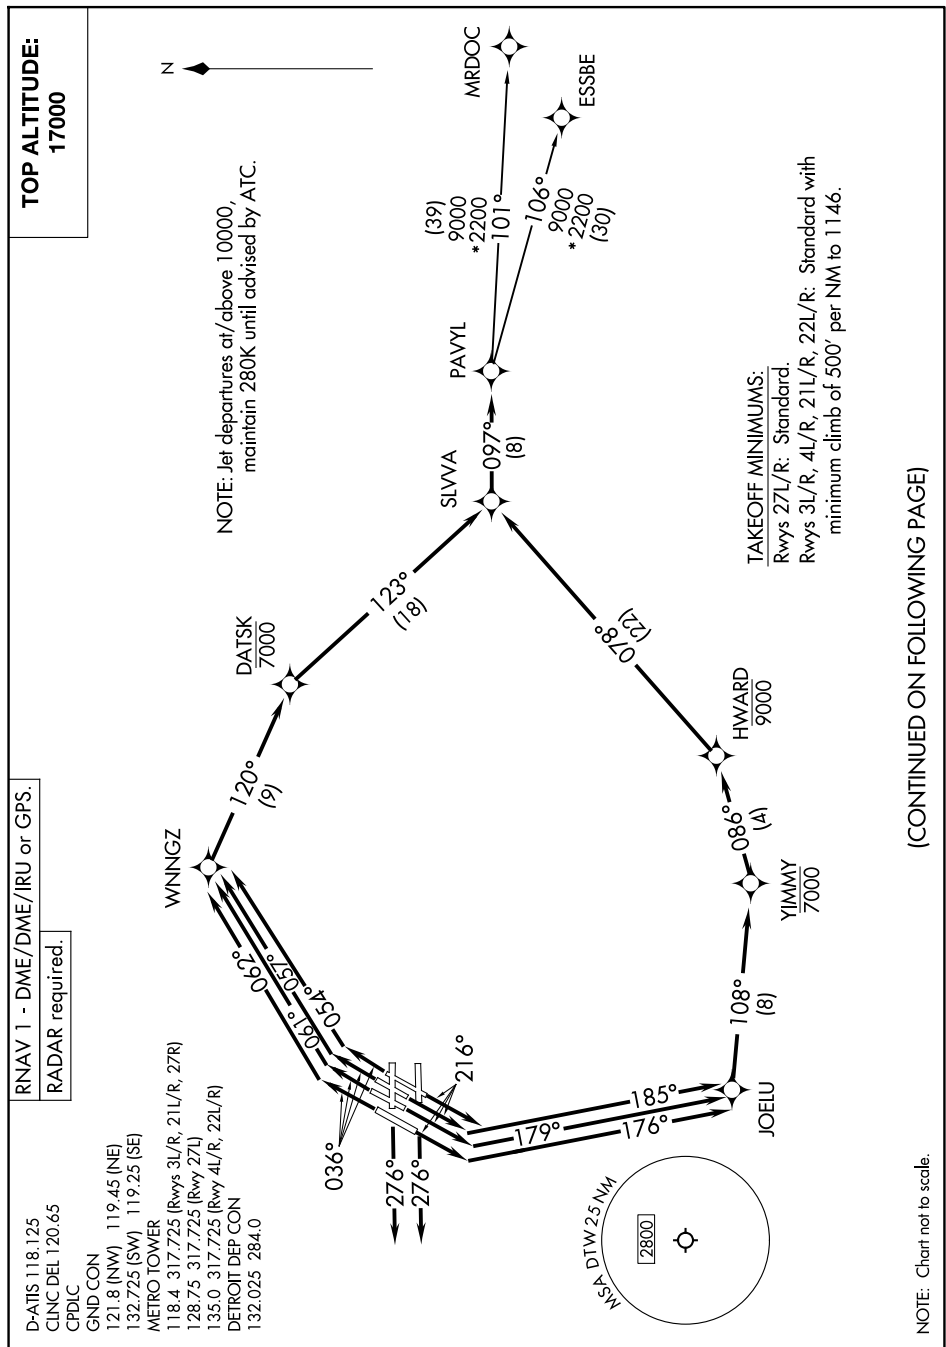 TOP ALTITUDE:
17000
RNAV 1 - DME/DME/IRU or GPS.
RADAR required.
D-ATIS 118.125
CLNC DEL 120.65
CPDLC
GND CON
121.8 (NW) 119.45 (NE)
132.725 (SW) 119.25 (SE)
METRO TOWER
118.4 317.725 (Rwys 3L/R, 21L/R, 27R)
128.75 317.725 (Rwy 27L)
135.0 317.725 (Rwy 4L/R, 22L/R)
DETROIT DEP CON
132.025 284.0
N
NOTE: Jet departures at/above 10000,
maintain 280K until advised by ATC.
WNNGZ
120°
(9)
DATSK
7000
123°
(18)
SLVVA
097°
(8)
PAVYL
(39)
9000
*2200
101°
MRDOC
106°
9000
*2200
(30)
ESSBE
062°
057°
061°
054°
036°
216°
276°
276°
185°
179°
176°
JOELU
108°
(8)
YIMMY
7000
086°
(4)
HWARD
9000
078°
(22)
MSA DTW 25 NM
2800
TAKEOFF MINIMUMS:
Rwys 27L/R: Standard.
Rwys 3L/R, 4L/R, 21L/R, 22L/R: Standard with
minimum climb of 500' per NM to 1146.
NOTE: Chart not to scale.
(CONTINUED ON FOLLOWING PAGE)